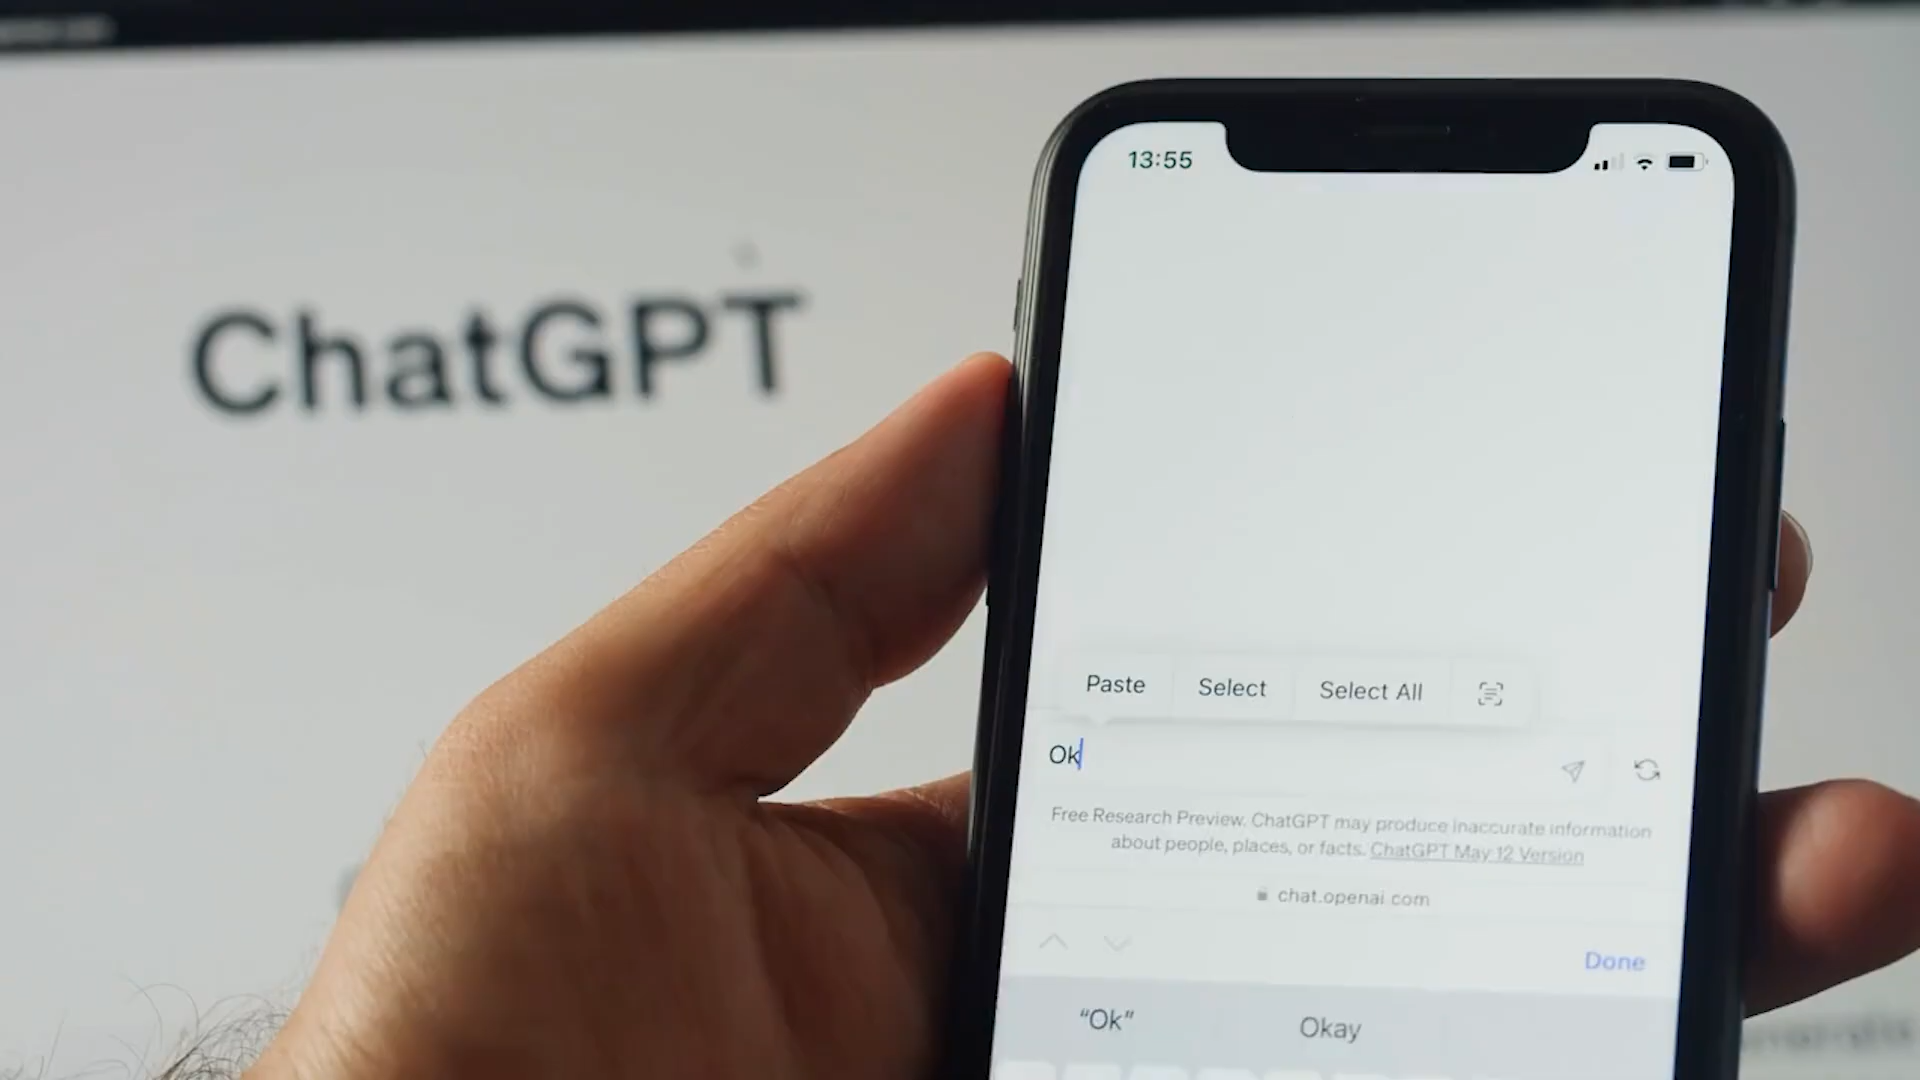 ChatGPT
13:55
Paste Select Select All
Ok
Free Research Preview. ChatGPT may produce inaccurate information
about people, places, or facts. ChatGPT May 12 Version
chat.openai.com
Done
“Ok” Okay